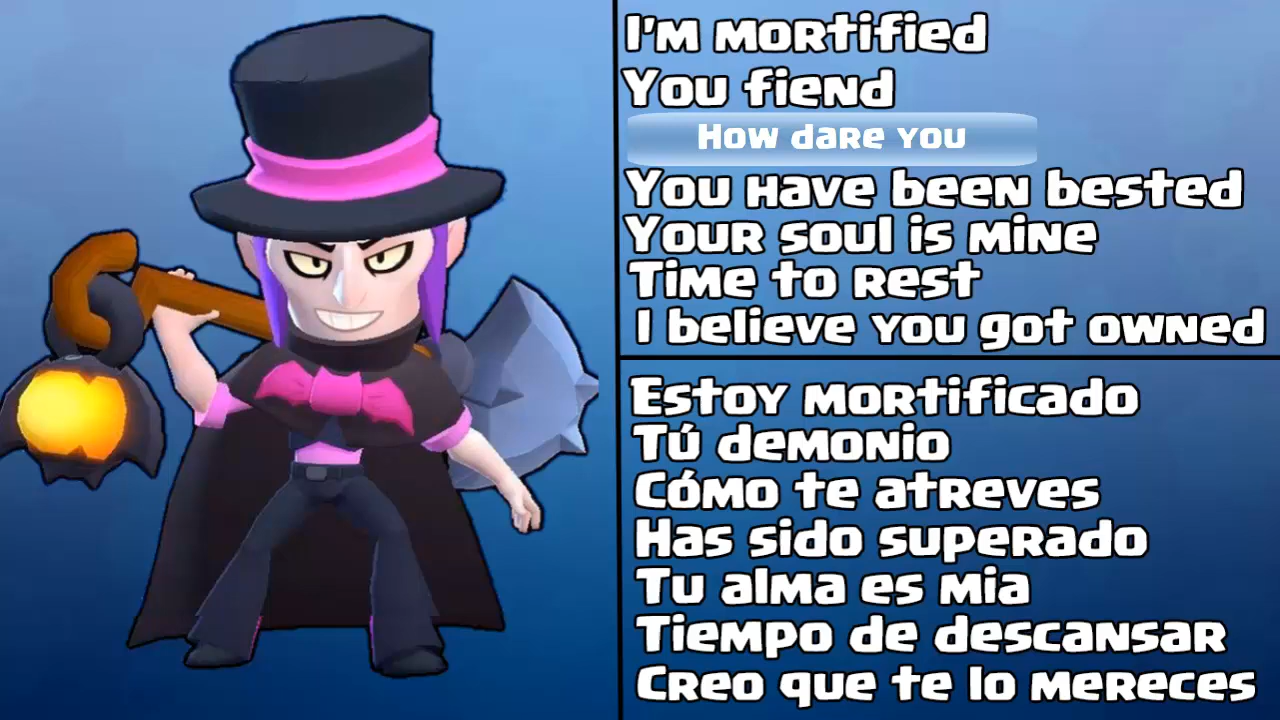 I'm mortified
You fiend
How dare you
You have been bested
Your soul is mine
Time to rest
I believe you got owned
Estoy mortificado
Tú demonio
Cómo te atreves
Has sido superado
Tu alma es mia
Tiempo de descansar
Creo que te lo mereces